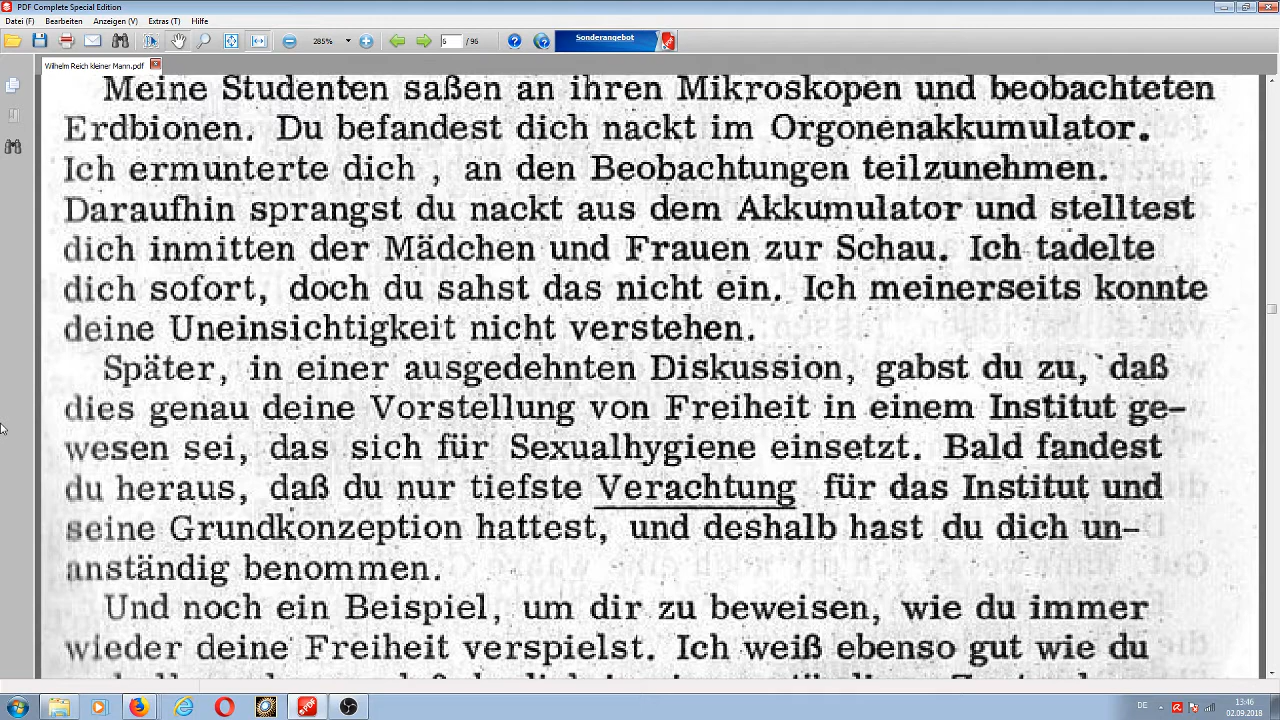 PDF Complete Special Edition
Datei (F) Bearbeiten Anzeigen (V) Extras (T) Hilfe
285% 5 / 95 Sonderangebot
Wilhelm Reich kleiner Mann.pdf
Meine Studenten saßen an ihren Mikroskopen und beobachteten
Erdbionen. Du befandest dich nackt im Orgonenakkumulator.
Ich ermunterte dich , an den Beobachtungen teilzunehmen.
Daraufhin sprangst du nackt aus dem Akkumulator und stelltest
dich inmitten der Mädchen und Frauen zur Schau. Ich tadelte
dich sofort, doch du sahst das nicht ein. Ich meinerseits konnte
deine Uneinsichtigkeit nicht verstehen.
Später, in einer ausgedehnten Diskussion, gabst du zu, daß
dies genau deine Vorstellung von Freiheit in einem Institut ge-
wesen sei, das sich für Sexualhygiene einsetzt. Bald fandest
du heraus, daß du nur tiefste Verachtung für das Institut und
seine Grundkonzeption hattest, und deshalb hast du dich un-
anständig benommen.
Und noch ein Beispiel, um dir zu beweisen, wie du immer
wieder deine Freiheit verspielst. Ich weiß ebenso gut wie du
DE 13:46
02.09.2018